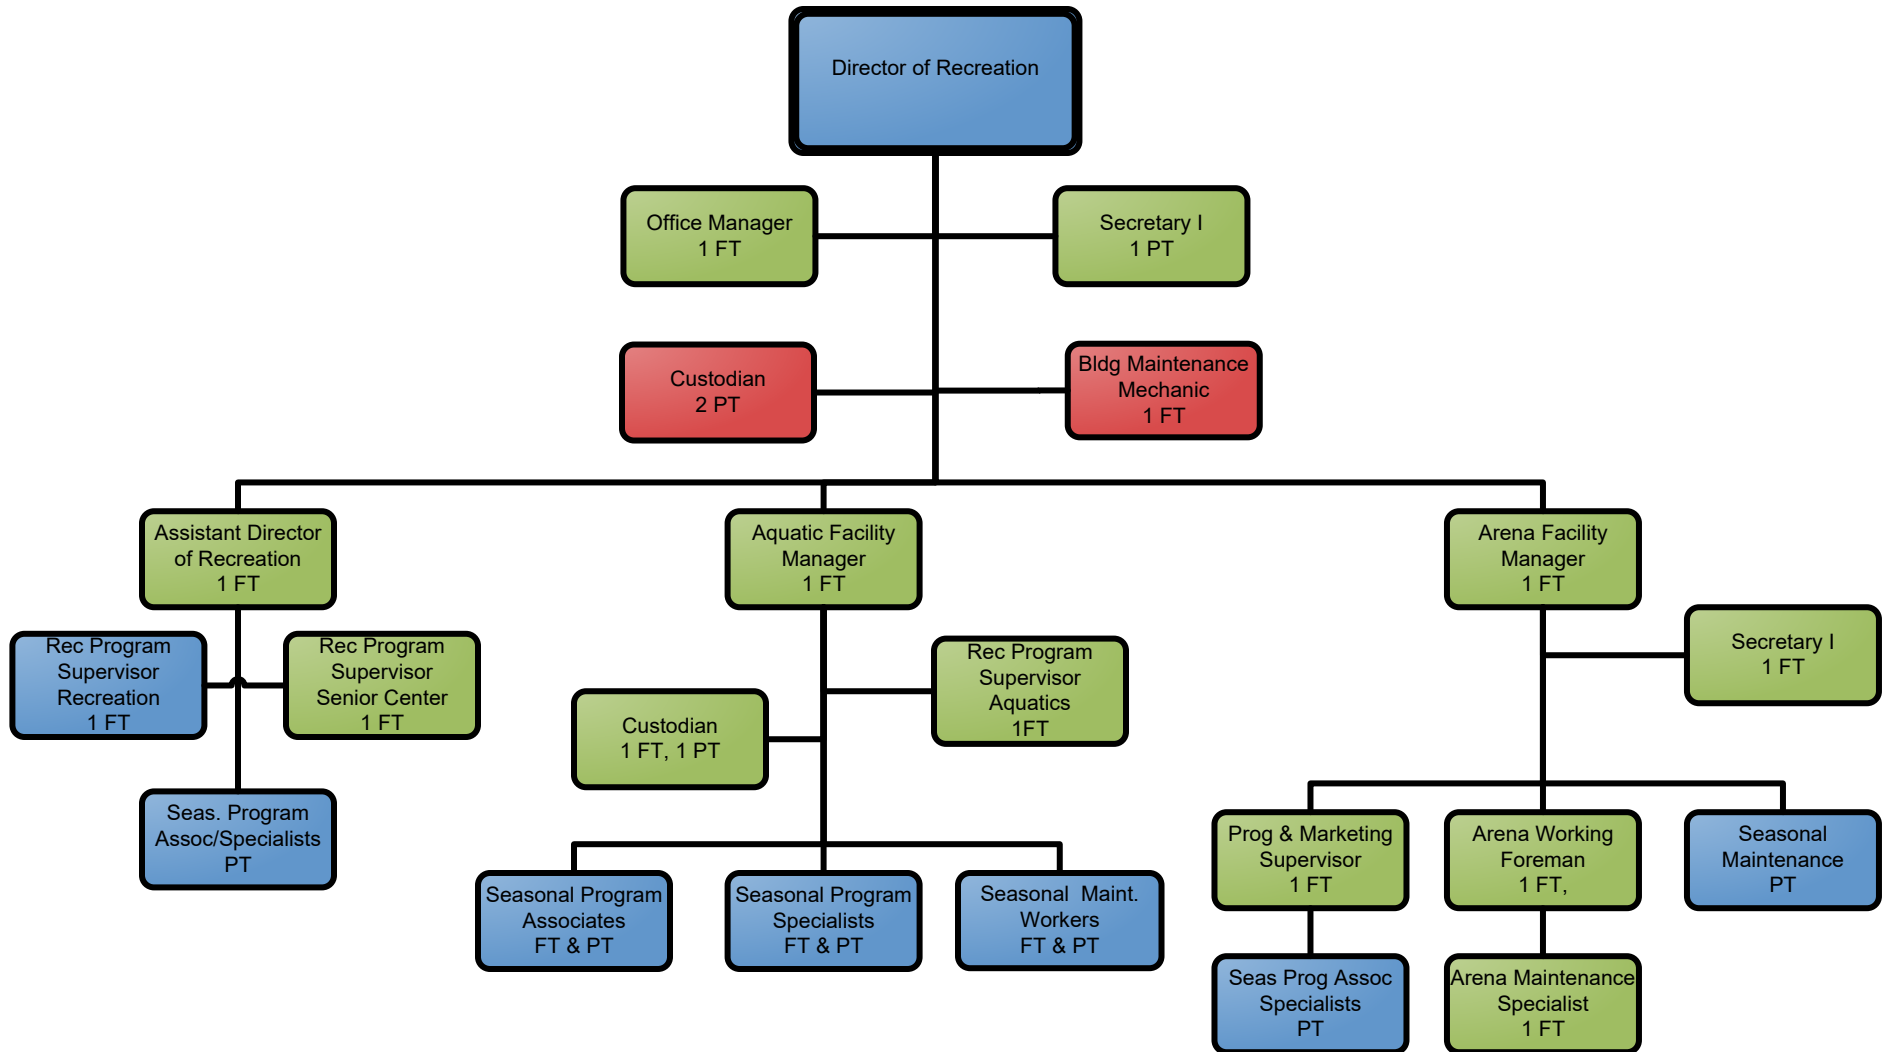 Director of Recreation
Office Manager
1 FT
Secretary I
1 PT
Custodian
2 PT
Bldg Maintenance
Mechanic
1 FT
Assistant Director
of Recreation
1 FT
Aquatic Facility
Manager
1 FT
Arena Facility
Manager
1 FT
Rec Program
Supervisor
Recreation
1 FT
Rec Program
Supervisor
Senior Center
1 FT
Rec Program
Supervisor
Aquatics
1FT
Secretary I
1 FT
Custodian
1 FT, 1 PT
Seas. Program
Assoc/Specialists
PT
Prog & Marketing
Supervisor
1 FT
Arena Working
Foreman
1 FT,
Seasonal
Maintenance
PT
Seasonal Program
Associates
FT & PT
Seasonal Program
Specialists
FT & PT
Seasonal  Maint.
Workers
FT & PT
Seas Prog Assoc
Specialists
PT
Arena Maintenance
Specialist
1 FT